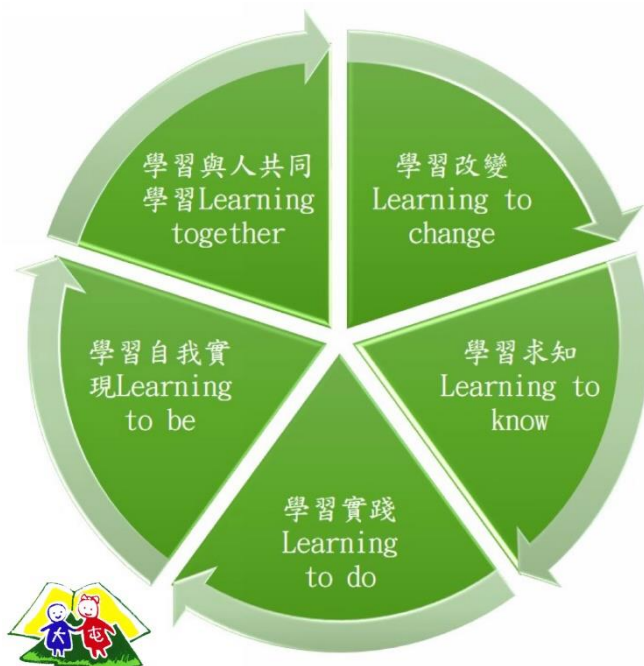 學習與人共同
學習Learning
together
學習改變
Learning to
change
學習求知
Learning to
know
學習實踐
Learning
to do
學習自我實
現Learning
to be
大 屯